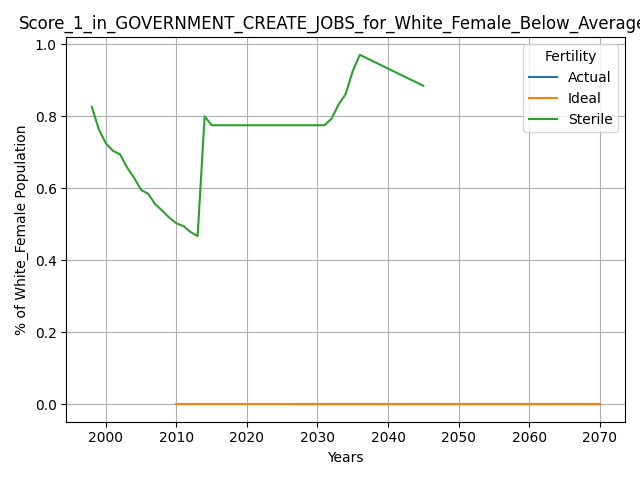 Score_1_in_GOVERNMENT_CREATE_JOBS_for_White_Female_Below_Average
Fertility
Actual
Ideal
Sterile
% of White_Female Population
1.0
0.8
0.6
0.4
0.2
0.0
2000 2010 2020 2030 2040 2050 2060 2070
Years